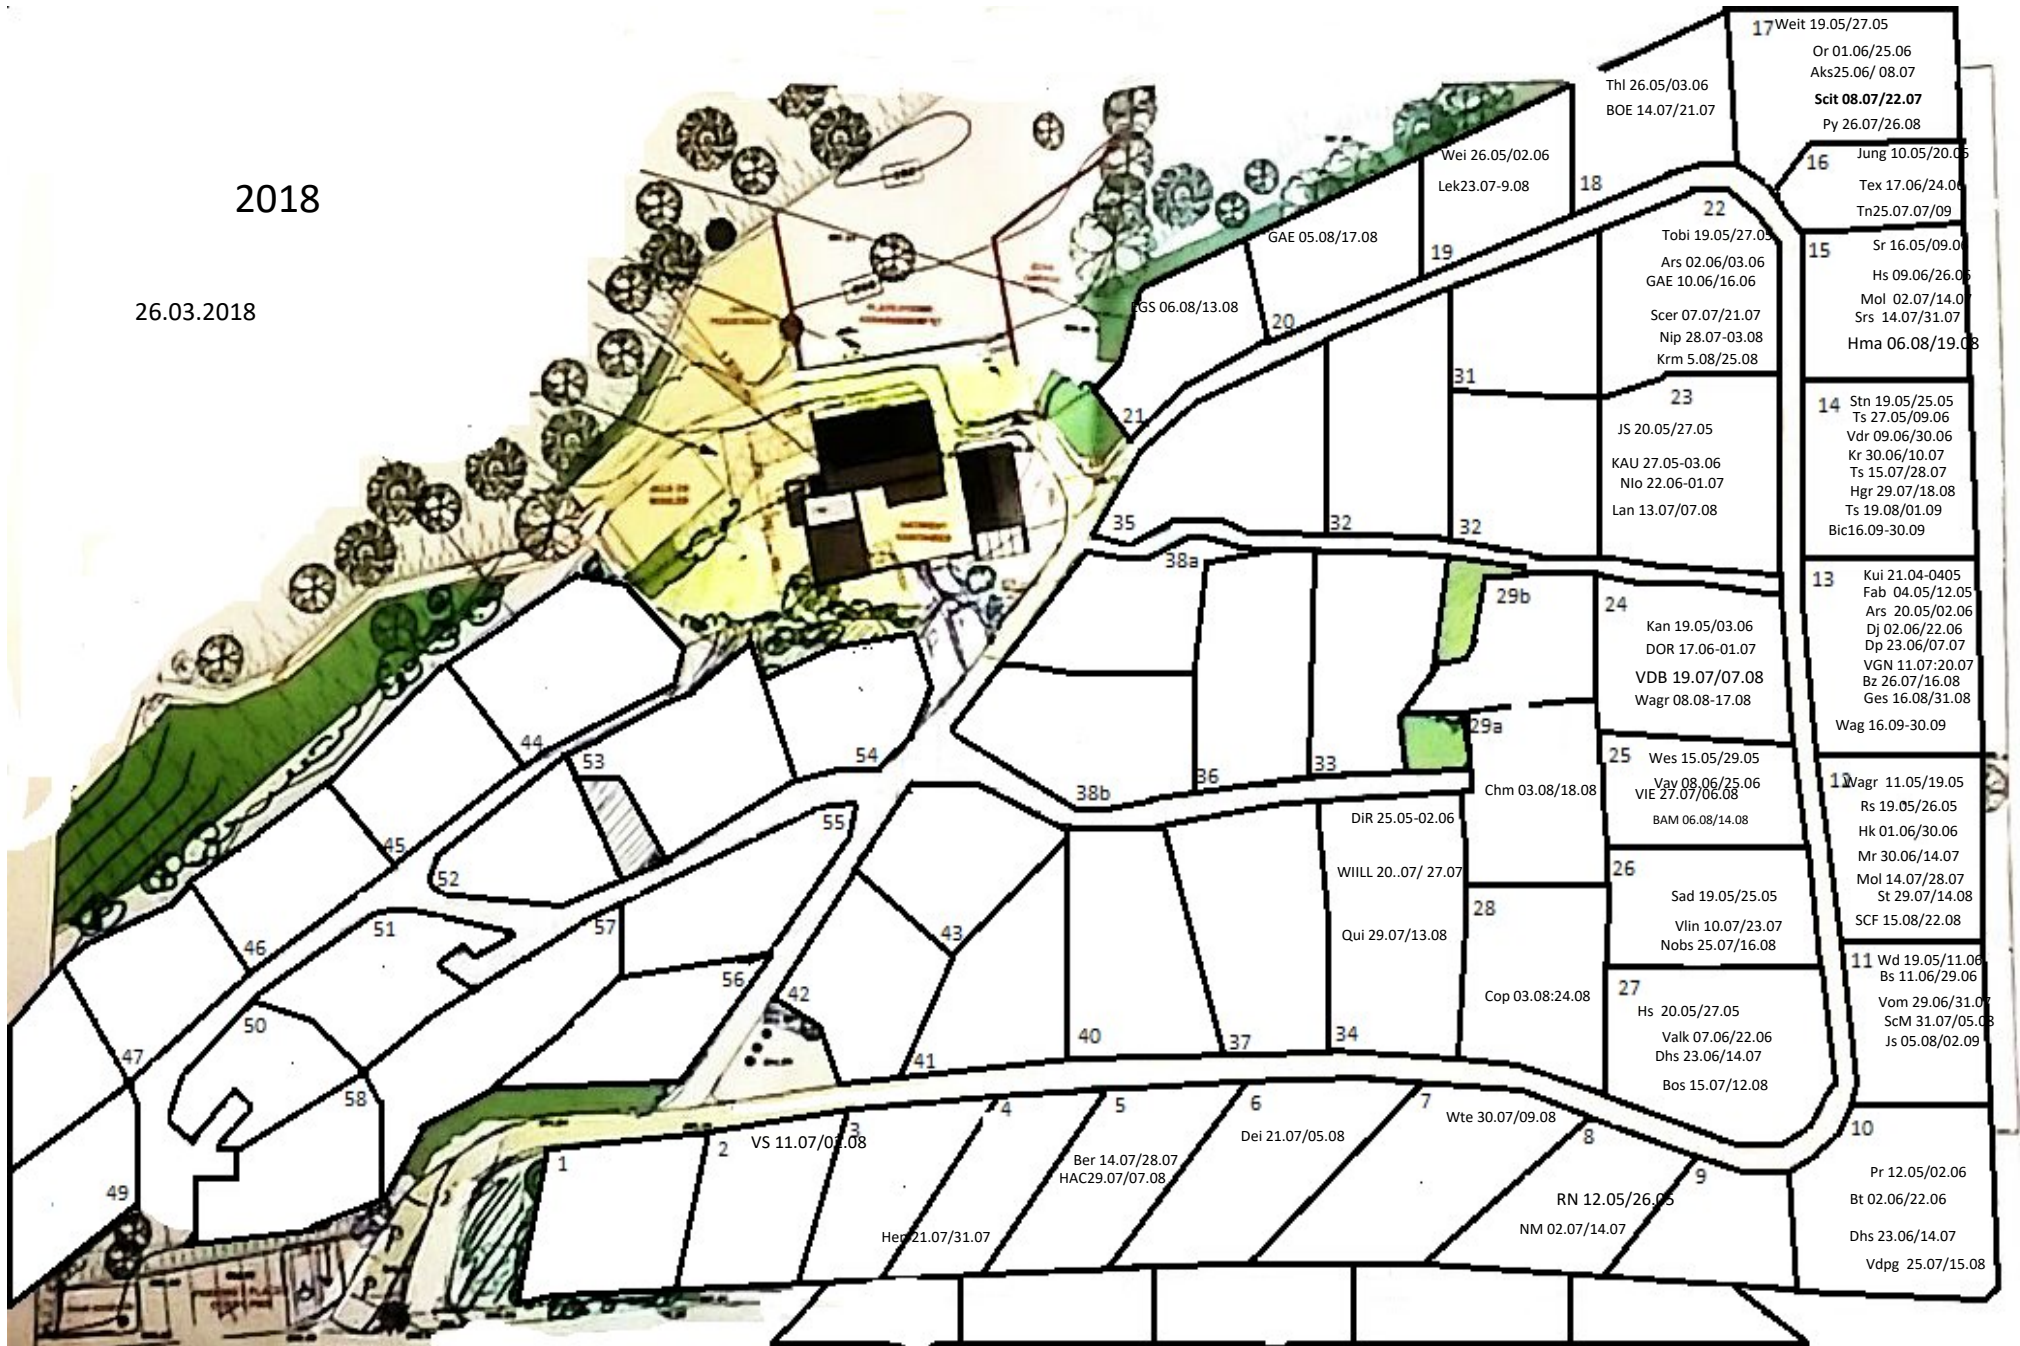 2018
26.03.2018
17 Weit 19.05/27.05
Or 01.06/25.06
Aks25.06/ 08.07
Scit 08.07/22.07
Py 26.07/26.08
Thl 26.05/03.06
BOE 14.07/21.07
16
Jung 10.05/20.06
Tex 17.06/24.06
Tn25.07.07/09
Wei 26.05/02.06
Lek23.07-9.08
18
22
Tobi 19.05/27.05
Ars 02.06/03.06
GAE 10.06/16.06
Scer 07.07/21.07
Nip 28.07-03.08
Krm 5.08/25.08
15
Sr 16.05/09.06
Hs 09.06/26.06
Mol 02.07/14.07
Srs 14.07/31.07
Hma 06.08/19.08
GAE 05.08/17.08
19
GS 06.08/13.08
20
31
21
23
JS 20.05/27.05
KAU 27.05-03.06
Nlo 22.06-01.07
Lan 13.07/07.08
14
Stn 19.05/25.05
Ts 27.05/09.06
Vdr 09.06/30.06
Kr 30.06/10.07
Ts 15.07/28.07
Hgr 29.07/18.08
Ts 19.08/01.09
Bic16.09-30.09
35
32
32
38a
29b
24
Kan 19.05/03.06
DOR 17.06-01.07
VDB 19.07/07.08
Wagr 08.08-17.08
13
Kui 21.04-0405
Fab 04.05/12.05
Ars 20.05/02.06
Dj 02.06/22.06
Dp 23.06/07.07
VGN 11.07:20.07
Bz 26.07/16.08
Ges 16.08/31.08
Wag 16.09-30.09
44
53
54
29a
25
Wes 15.05/29.05
Vav 08.06/25.06
VIE 27.07/06.08
BAM 06.08/14.08
12
Wagr 11.05/19.05
Rs 19.05/26.05
Hk 01.06/30.06
Mr 30.06/14.07
Mol 14.07/28.07
St 29.07/14.08
SCF 15.08/22.08
38b
36
33
Chm 03.08/18.08
55
DiR 25.05-02.06
WIILL 20..07/ 27.07
Qui 29.07/13.08
45
52
26
Sad 19.05/25.05
Vlin 10.07/23.07
Nobs 25.07/16.08
28
Cop 03.08:24.08
51
57
43
46
56
42
11
Wd 19.05/11.06
Bs 11.06/29.06
Vom 29.06/31.07
ScM 31.07/05.08
Js 05.08/02.09
27
Hs 20.05/27.05
Valk 07.06/22.06
Dhs 23.06/14.07
Bos 15.07/12.08
50
47
41
40
37
34
58
4
5
6
7
Wte 30.07/09.08
1
2
VS 11.07/02.08
3
Dei 21.07/05.08
8
10
Ber 14.07/28.07
HAC29.07/07.08
9
Pr 12.05/02.06
Bt 02.06/22.06
Dhs 23.06/14.07
Vdpg 25.07/15.08
49
RN 12.05/26.05
NM 02.07/14.07
Hen 21.07/31.07